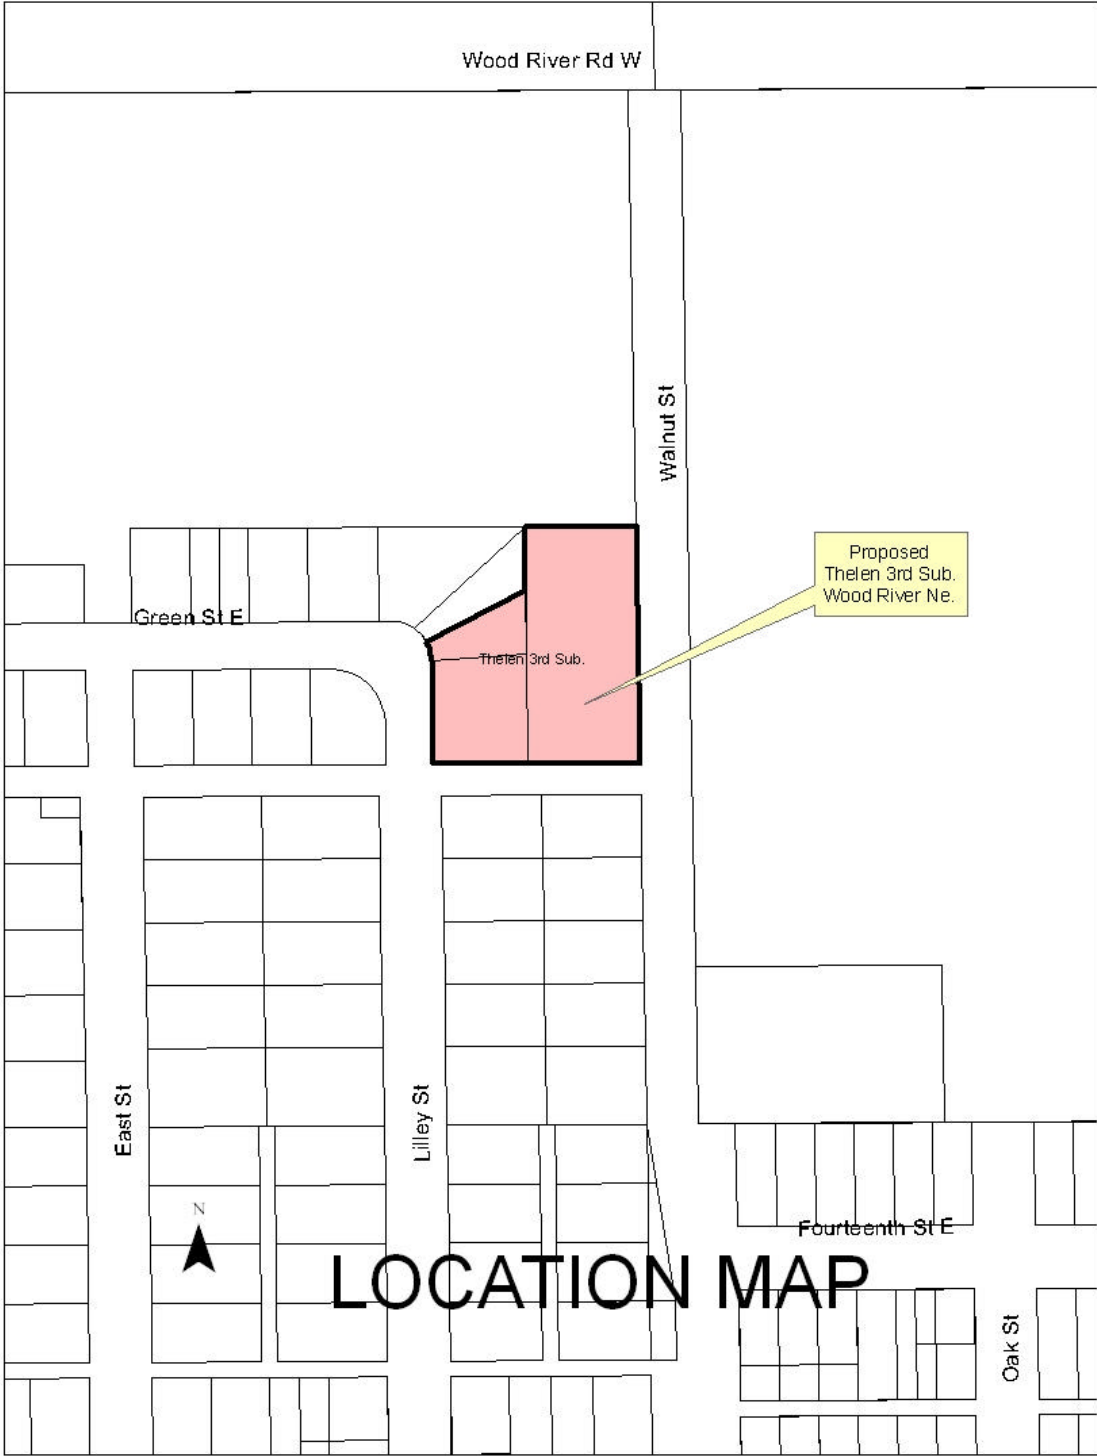 Wood River Rd W
Walnut St
Proposed
Thelen 3rd Sub.
Wood River Ne.
Green St E
Thelen 3rd Sub.
East St
Lilley St
N
Fourteenth St E
LOCATION MAP
Oak St